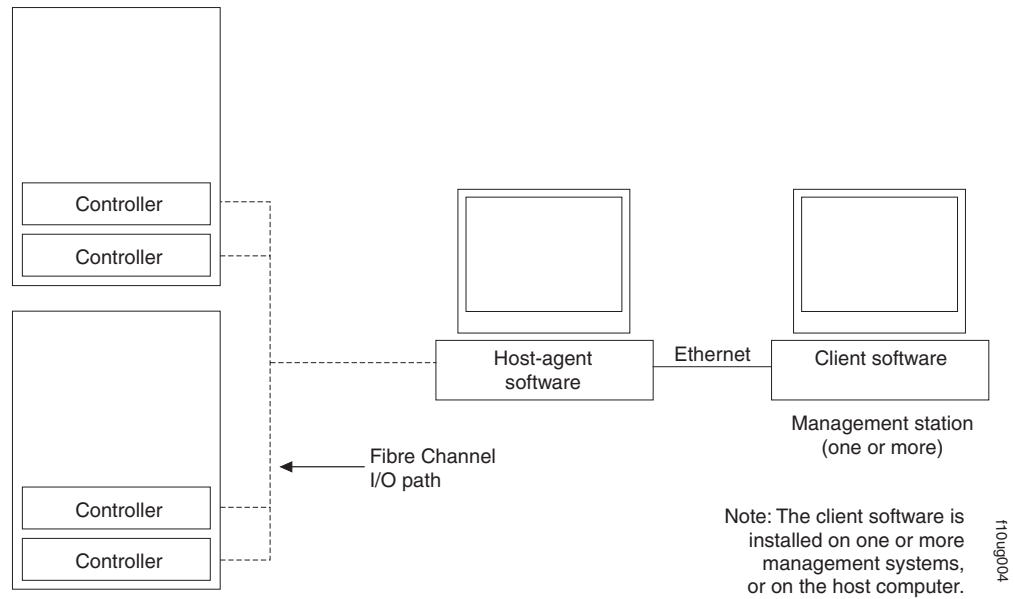 Controller
Controller
Controller
Controller
Host-agent
software
Ethernet
Client software
Management station
(one or more)
Fibre Channel
I/O path
Note: The client software is
installed on one or more
management systems,
or on the host computer.
f10ug004